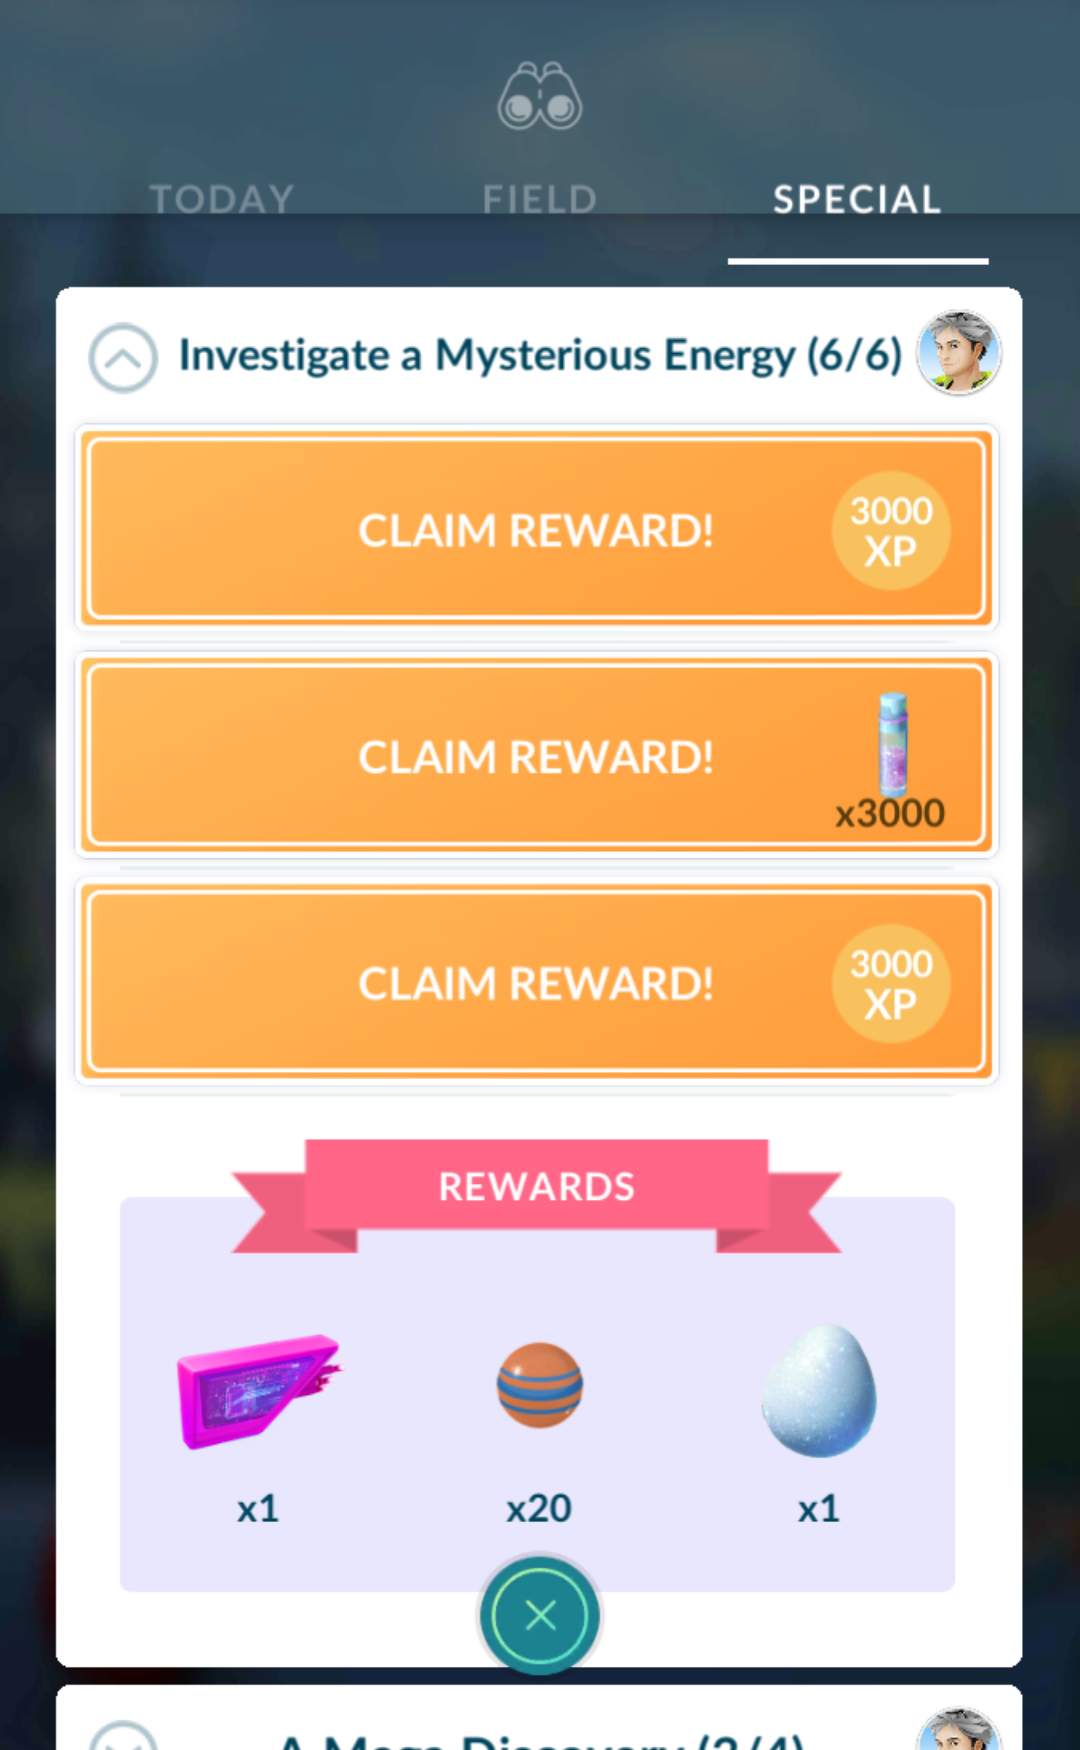 TODAY FIELD SPECIAL
Investigate a Mysterious Energy (6/6)
CLAIM REWARD!
3000
XP
CLAIM REWARD!
x3000
CLAIM REWARD!
3000
XP
REWARDS
x1 x20 x1
A Mega Discovery (2/4)